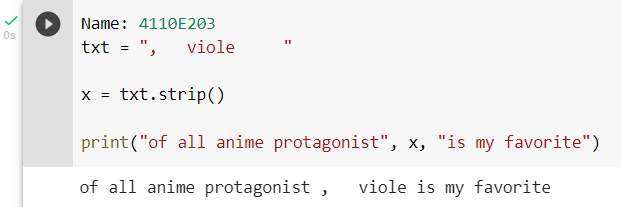 0s
Name: 4110E203
txt = ",   viole     "
x = txt.strip()
print("of all anime protagonist", x, "is my favorite")
of all anime protagonist ,   viole is my favorite